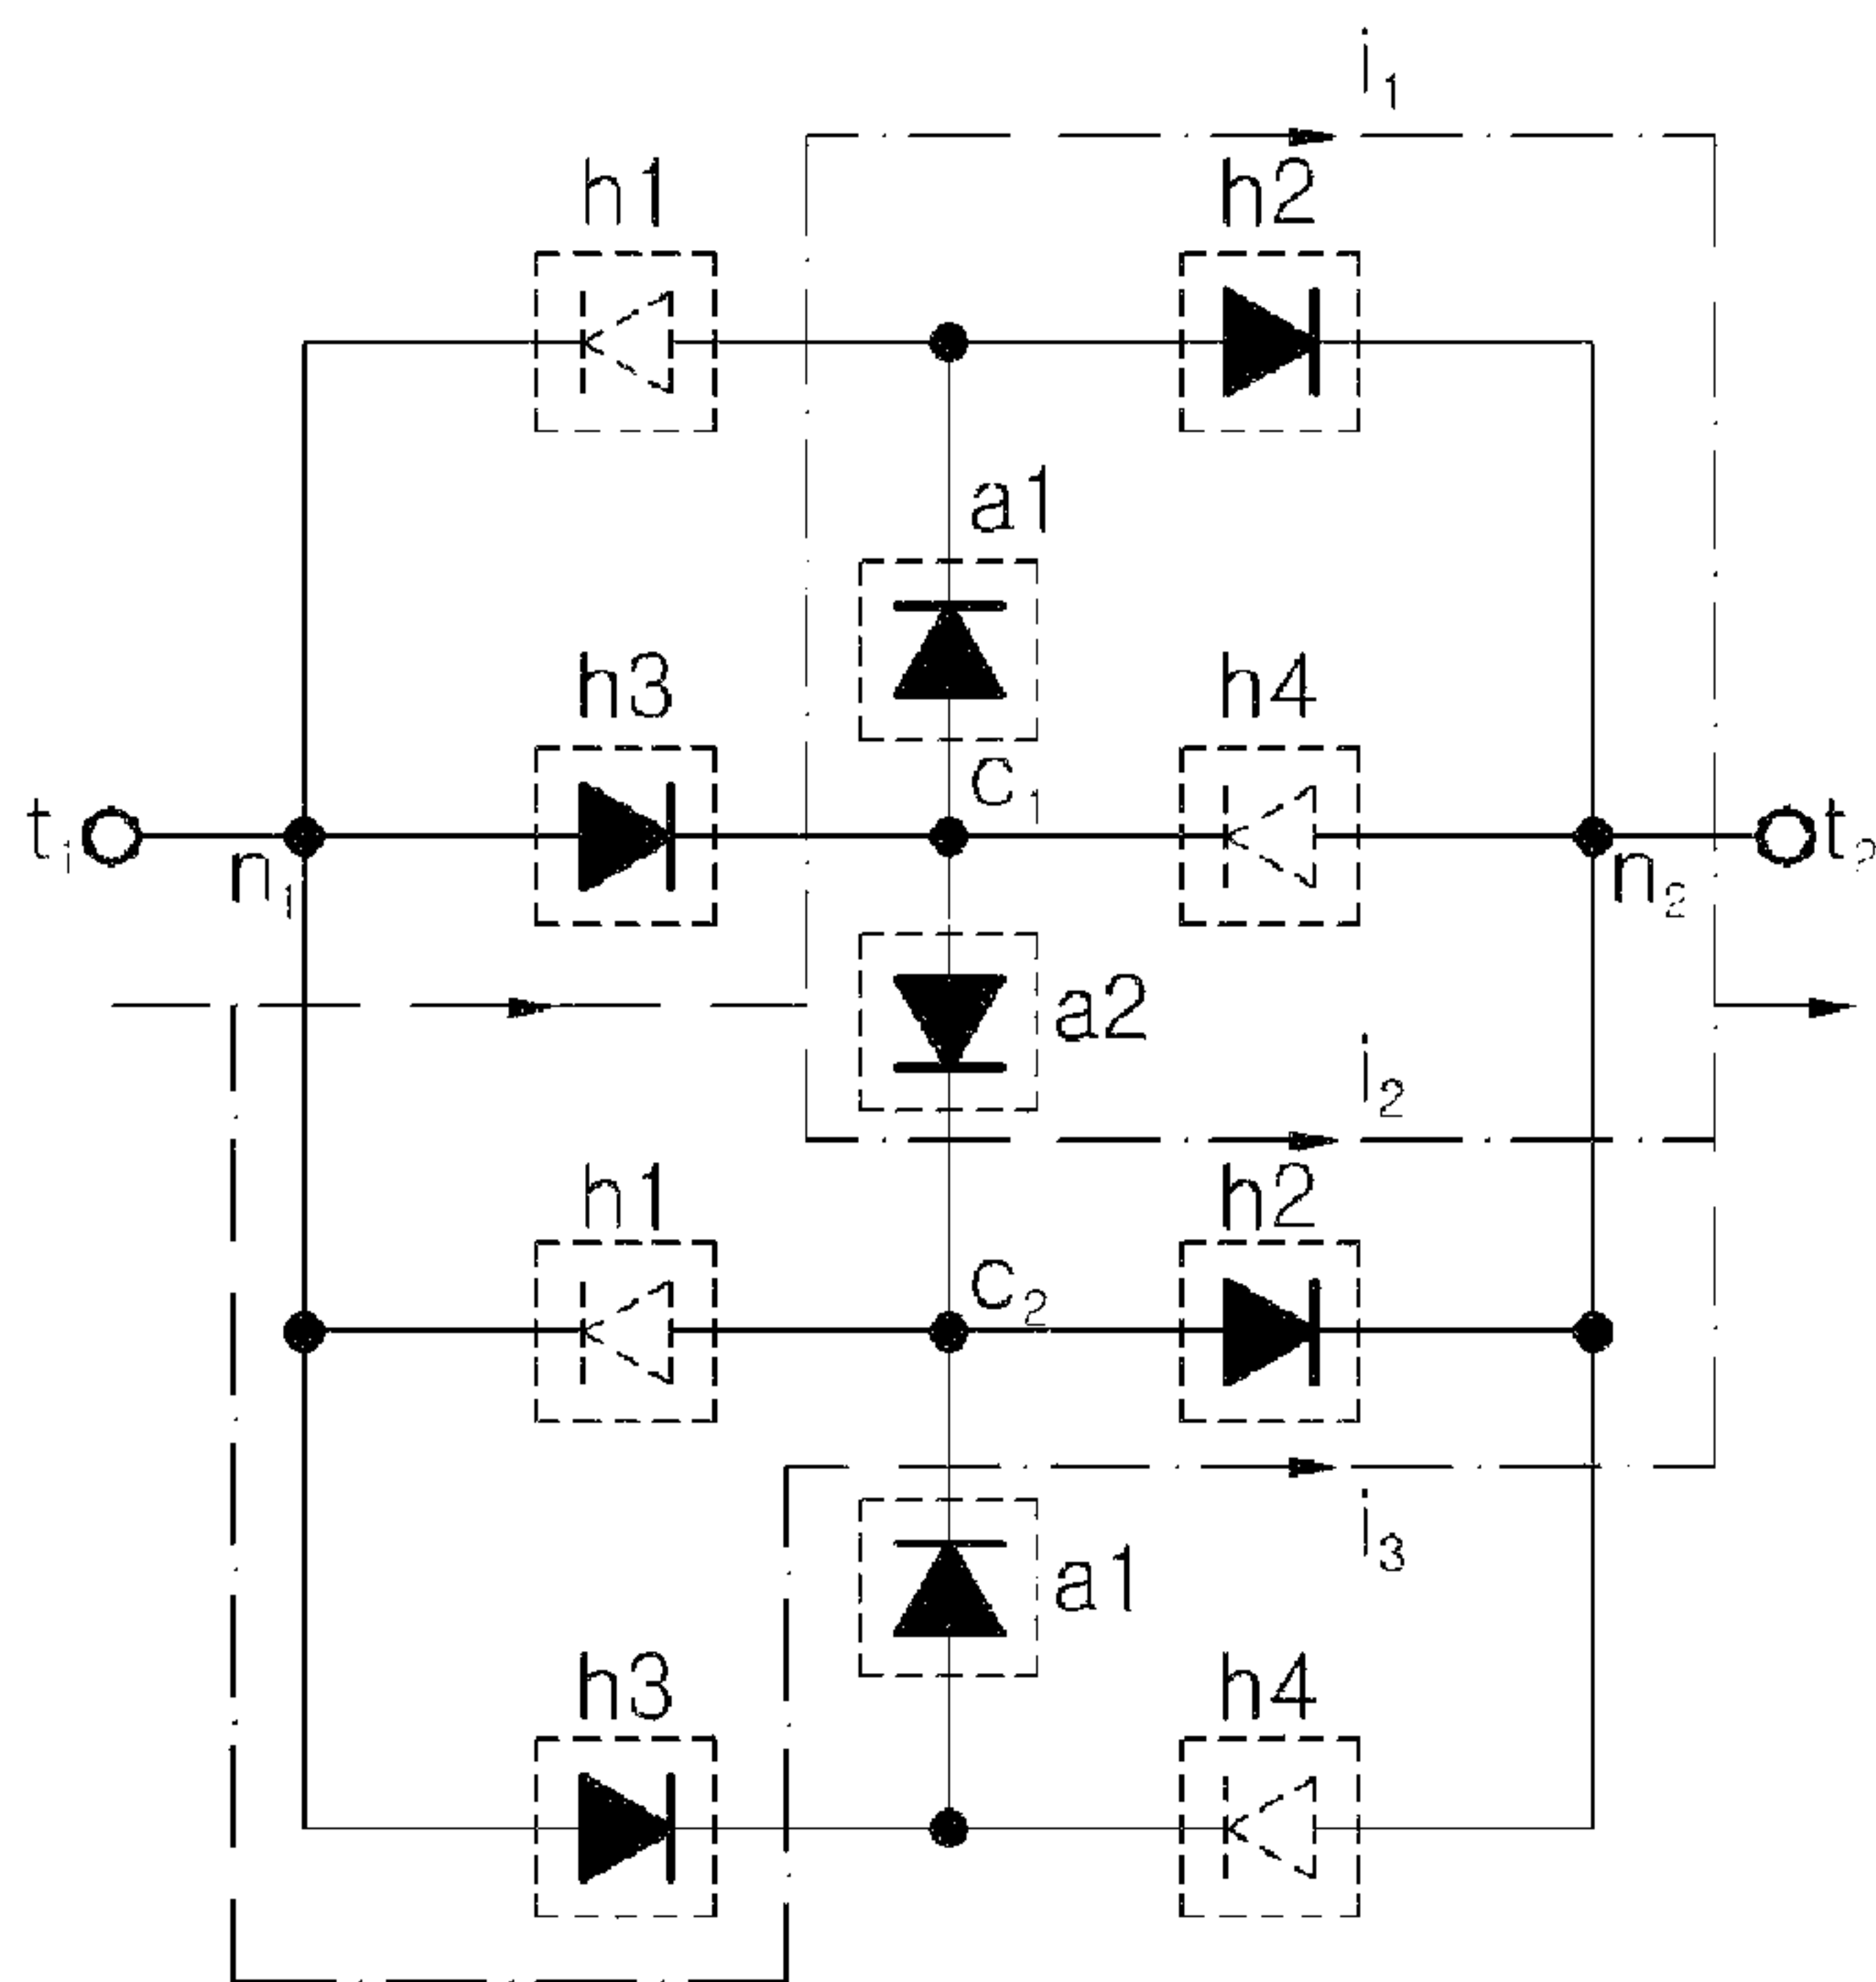 i₁
h1 h2
a1
h3 h4
C₁
t₁ t₂
n₁ n₂
a2
i₂
h1 h2
C₂
i₃
a1
h3 h4